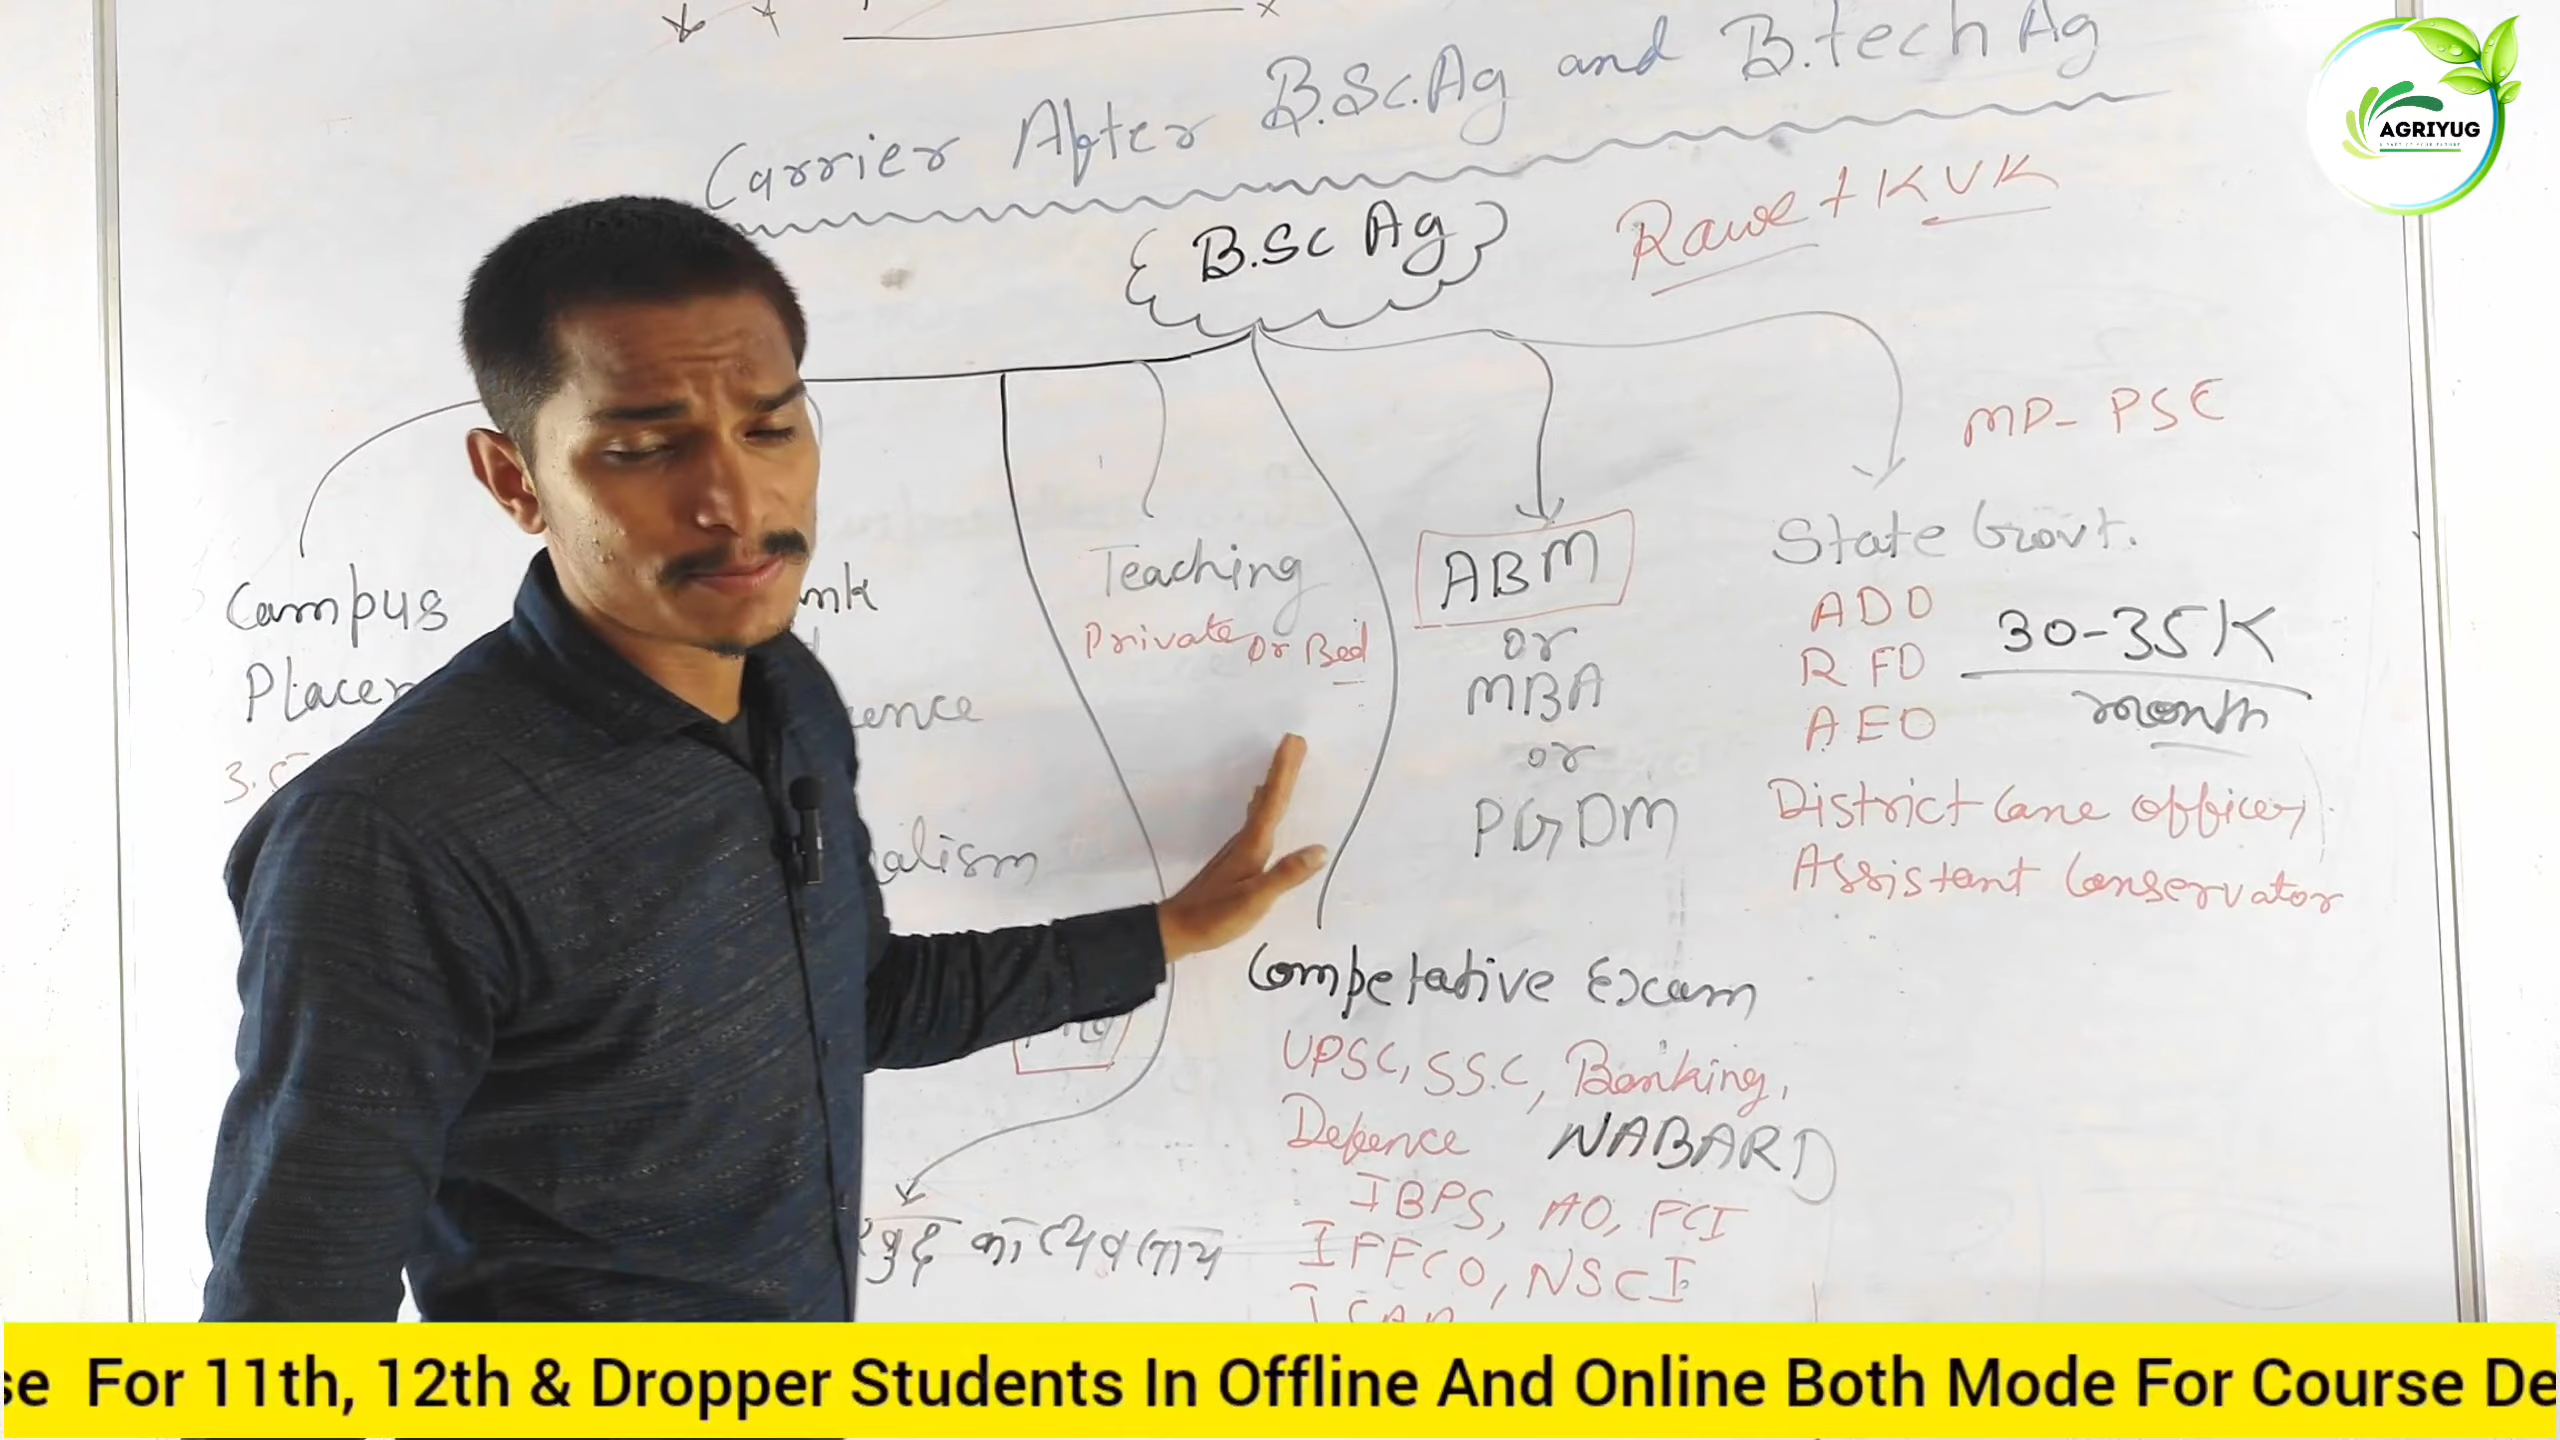 Carrier After B.Sc.Ag and B.tech Ag
B.Sc Ag
Rawe + KVK
AGRIYUG
MP-PSC
Campus
Teaching
Private or Bed
ABM
or
MBA
or
PGDM
State Govt.
ADO
RFO
AEO
30-35K
month
District Cane officer
Assistant Conservator
Competative Exam
UPSC, SSC, Banking,
Defence NABARD
IBPS, AO, FCI
IFFCO, NSCI
खुद का व्यवसाय
For 11th, 12th & Dropper Students In Offline And Online Both Mode For Course De